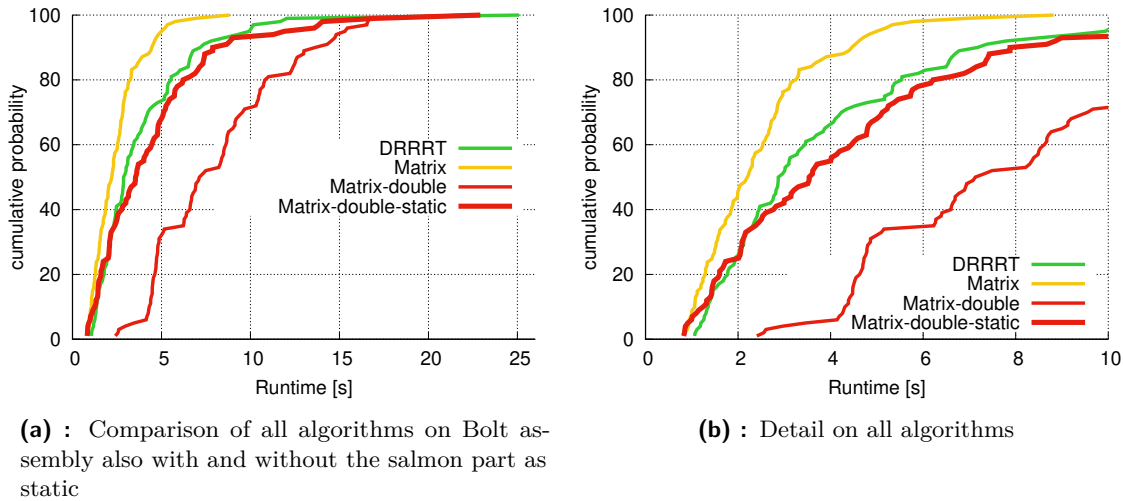 100
80
60
40
20
0
cumulative probability
DRRRT
Matrix
Matrix-double
Matrix-double-static
0 5 10 15 20 25
Runtime [s]
(a) : Comparison of all algorithms on Bolt as-
sembly also with and without the salmon part as
static
100
80
60
40
20
0
cumulative probability
DRRRT
Matrix
Matrix-double
Matrix-double-static
0 2 4 6 8 10
Runtime [s]
(b) : Detail on all algorithms